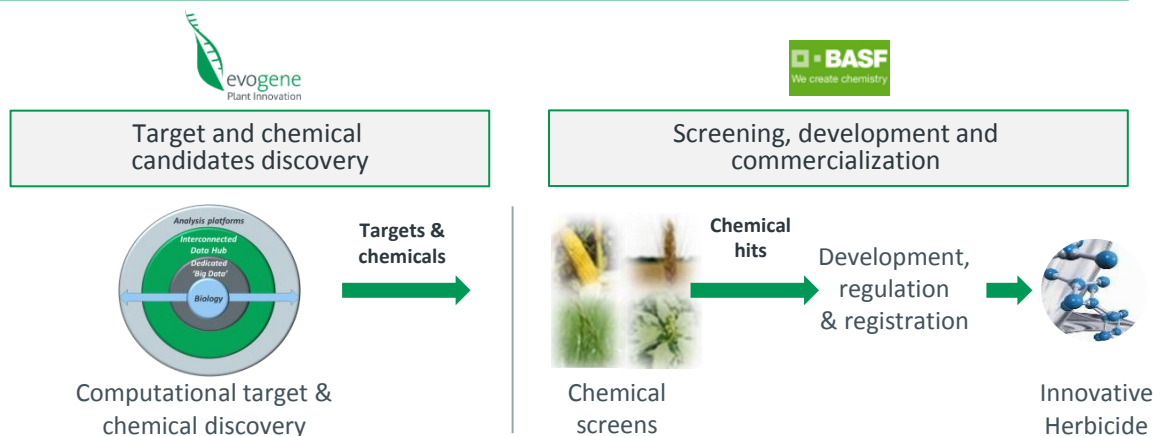 evogene
Plant Innovation
BASF
We create chemistry
Target and chemical
candidates discovery
Screening, development and
commercialization
Analysis platforms
Interconnected
Data Hub
Dedicated
'Big Data'
Biology
Targets &
chemicals
Computational target &
chemical discovery
Chemical
screens
Chemical
hits
Development,
regulation
& registration
Innovative
Herbicide